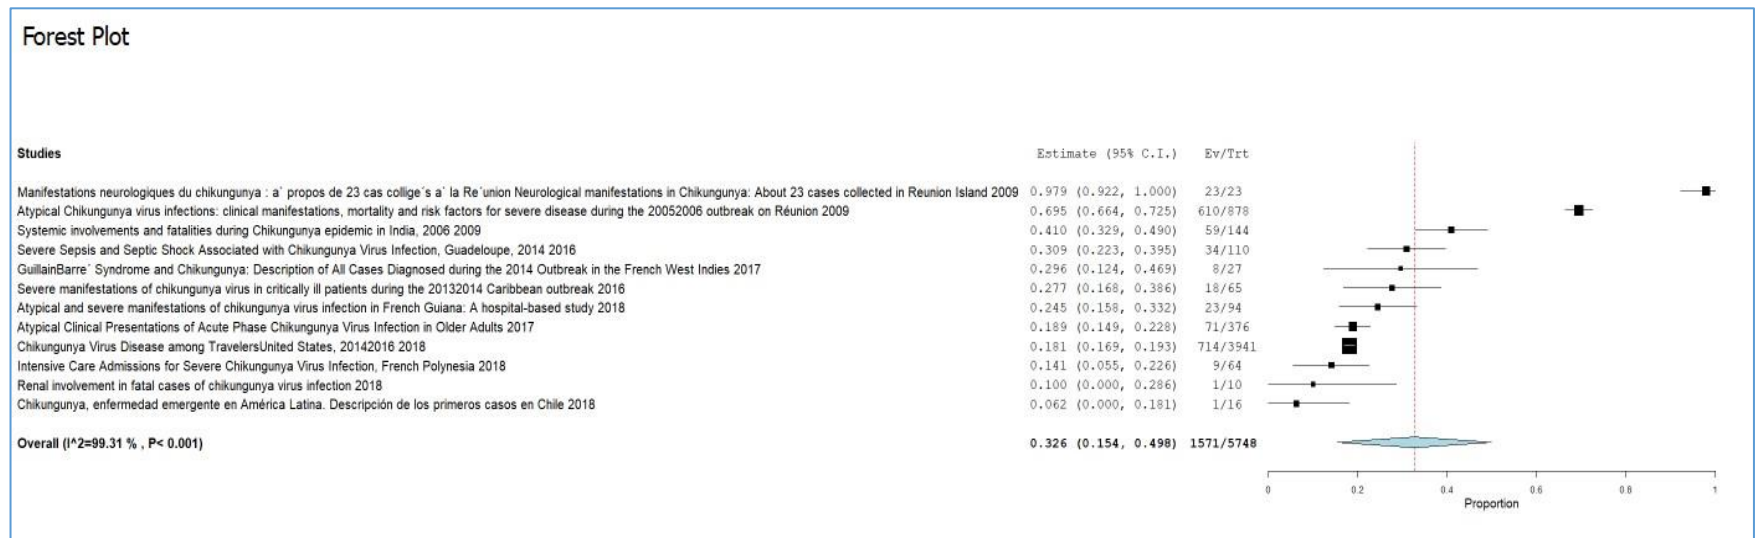 Forest Plot
Studies Estimate (95% C.I.) Ev/Trt
Manifestations neurologiques du chikungunya : a` propos de 23 cas collige´s a` la Re´union Neurological manifestations in Chikungunya: About 23 cases collected in Reunion Island 2009 0.979 (0.922, 1.000) 23/23
Atypical Chikungunya virus infections: clinical manifestations, mortality and risk factors for severe disease during the 20052006 outbreak on Réunion 2009 0.695 (0.664, 0.725) 610/878
Systemic involvements and fatalities during Chikungunya epidemic in India, 2006 2009 0.410 (0.329, 0.490) 59/144
Severe Sepsis and Septic Shock Associated with Chikungunya Virus Infection, Guadeloupe, 2014 2016 0.309 (0.223, 0.395) 34/110
GuillainBarre´ Syndrome and Chikungunya: Description of All Cases Diagnosed during the 2014 Outbreak in the French West Indies 2017 0.296 (0.124, 0.469) 8/27
Severe manifestations of chikungunya virus in critically ill patients during the 20132014 Caribbean outbreak 2016 0.277 (0.168, 0.386) 18/65
Atypical and severe manifestations of chikungunya virus infection in French Guiana: A hospital-based study 2018 0.245 (0.158, 0.332) 23/94
Atypical Clinical Presentations of Acute Phase Chikungunya Virus Infection in Older Adults 2017 0.189 (0.149, 0.228) 71/376
Chikungunya Virus Disease among TravelersUnited States, 20142016 2018 0.181 (0.169, 0.193) 714/3941
Intensive Care Admissions for Severe Chikungunya Virus Infection, French Polynesia 2018 0.141 (0.055, 0.226) 9/64
Renal involvement in fatal cases of chikungunya virus infection 2018 0.100 (0.000, 0.286) 1/10
Chikungunya, enfermedad emergente en América Latina. Descripción de los primeros casos en Chile 2018 0.062 (0.000, 0.181) 1/16
Overall (I^2=99.31 % , P< 0.001) 0.326 (0.154, 0.498) 1571/5748
0 0.2 0.4 0.6 0.8 1
Proportion